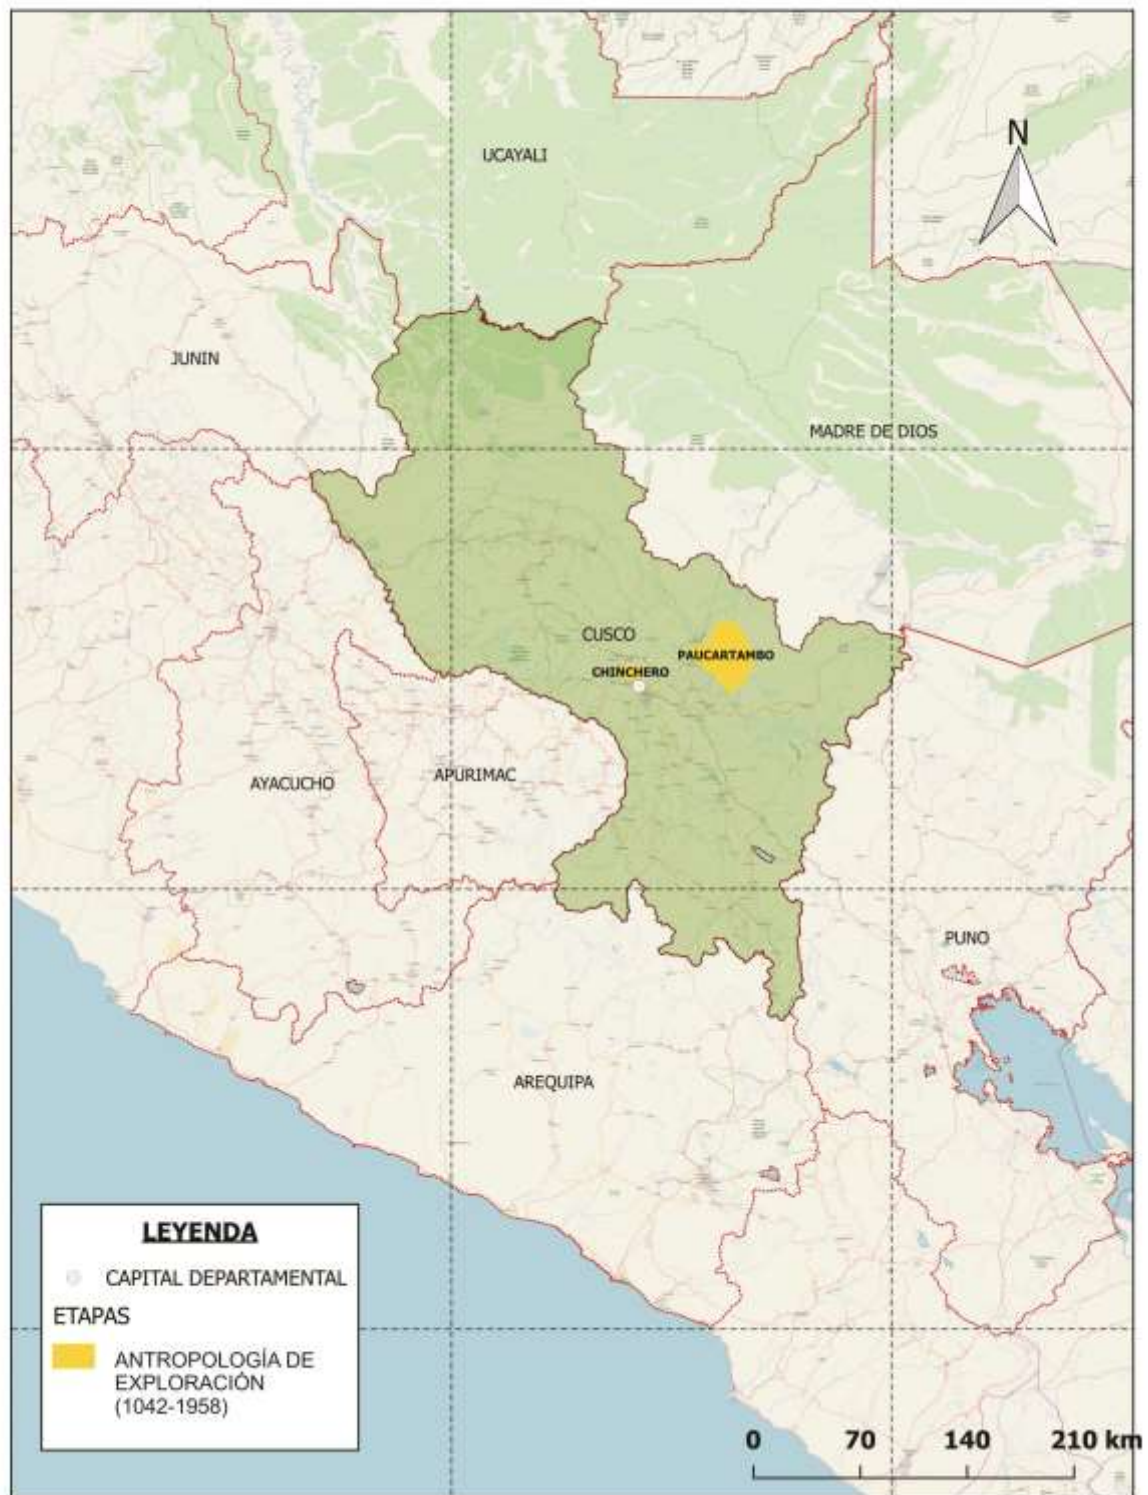 N
UCAYALI
JUNIN
MADRE DE DIOS
CUSCO
PAUCARTAMBO
CHINCHERO
AYACUCHO
APURIMAC
PUNO
AREQUIPA
LEYENDA
CAPITAL DEPARTAMENTAL
ETAPAS
ANTROPOLOGÍA DE
EXPLORACIÓN
(1042-1958)
0 70 140 210 km